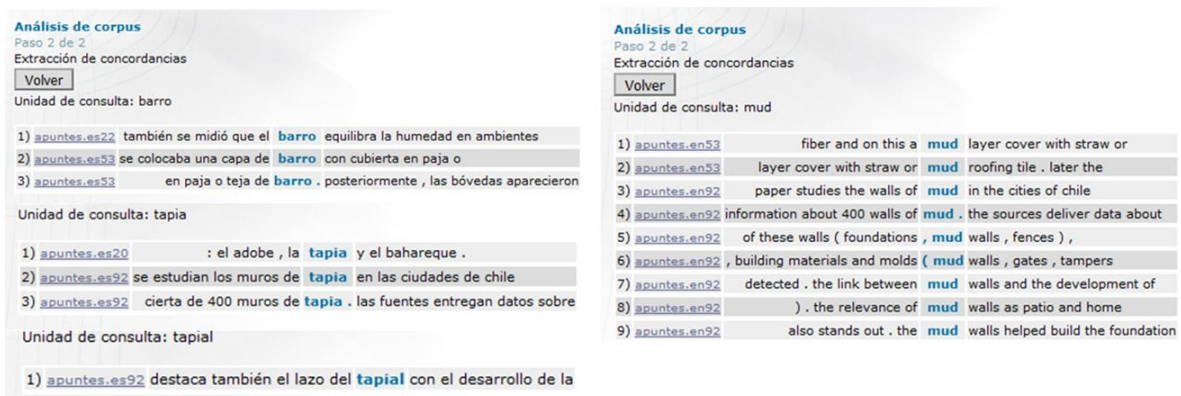 Análisis de corpus
Paso 2 de 2
Extracción de concordancias
Volver
Unidad de consulta: barro
1) apuntes.es22 también se midió que el barro equilibra la humedad en ambientes
2) apuntes.es53 se colocaba una capa de barro con cubierta en paja o
3) apuntes.es53 en paja o teja de barro . posteriormente , las bóvedas aparecieron
Unidad de consulta: tapia
1) apuntes.es20 : el adobe , la tapia y el bahareque .
2) apuntes.es92 se estudian los muros de tapia en las ciudades de chile
3) apuntes.es92 cierta de 400 muros de tapia . las fuentes entregan datos sobre
Unidad de consulta: tapial
1) apuntes.es92 destaca también el lazo del tapial con el desarrollo de la
Análisis de corpus
Paso 2 de 2
Extracción de concordancias
Volver
Unidad de consulta: mud
1) apuntes.en53 fiber and on this a mud layer cover with straw or
2) apuntes.en53 layer cover with straw or mud roofing tile . later the
3) apuntes.en92 paper studies the walls of mud in the cities of chile
4) apuntes.en92 information about 400 walls of mud . the sources deliver data about
5) apuntes.en92 of these walls ( foundations , mud walls , fences ) ,
6) apuntes.en92 , building materials and molds ( mud walls , gates , tampers
7) apuntes.en92 detected . the link between mud walls and the development of
8) apuntes.en92 ) . the relevance of mud walls as patio and home
9) apuntes.en92 also stands out . the mud walls helped build the foundation